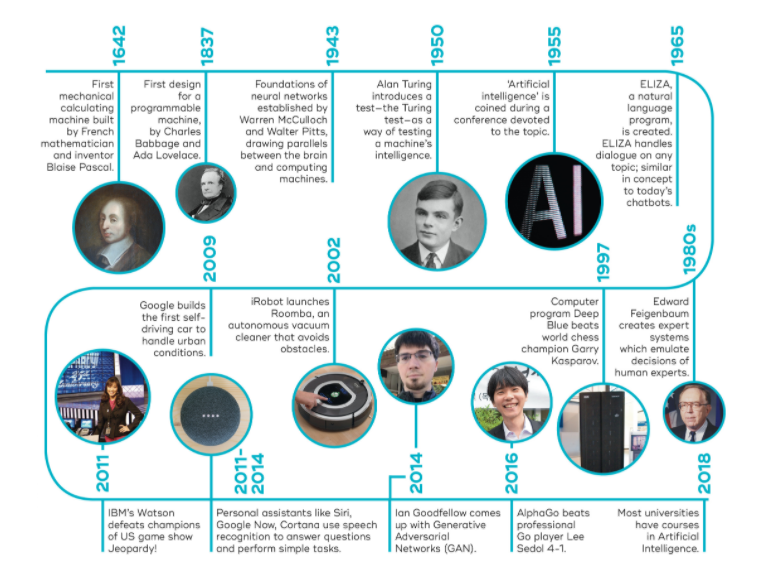 1642
First
mechanical
calculating
machine built
by French
mathematician
and inventor
Blaise Pascal.
1837
First design
for a
programmable
machine,
by Charles
Babbage and
Ada Lovelace.
1943
Foundations of
neural networks
established by
Warren McCulloch
and Walter Pitts,
drawing parallels
between the brain
and computing
machines.
1950
Alan Turing
introduces a
test—the Turing
test—as a
way of testing
a machine's
intelligence.
1955
'Artificial
intelligence' is
coined during a
conference devoted
to the topic.
AI
1965
ELIZA,
a natural
language
program,
is created.
ELIZA handles
dialogue on any
topic; similar
in concept
to today's
chatbots.
1980s
Edward
Feigenbaum
creates expert
systems
which emulate
decisions of
human experts.
1997
Computer
program Deep
Blue beats
world chess
champion Garry
Kasparov.
2002
iRobot launches
Roomba, an
autonomous vacuum
cleaner that avoids
obstacles.
2009
Google builds
the first self-
driving car to
handle urban
conditions.
2011
IBM's Watson
defeats champions
of US game show
Jeopardy!
2011-
2014
Personal assistants like Siri,
Google Now, Cortana use speech
recognition to answer questions
and perform simple tasks.
2014
Ian Goodfellow comes
up with Generative
Adversarial
Networks (GAN).
2016
AlphaGo beats
professional
Go player Lee
Sedol 4-1.
2018
Most universities
have courses
in Artificial
Intelligence.